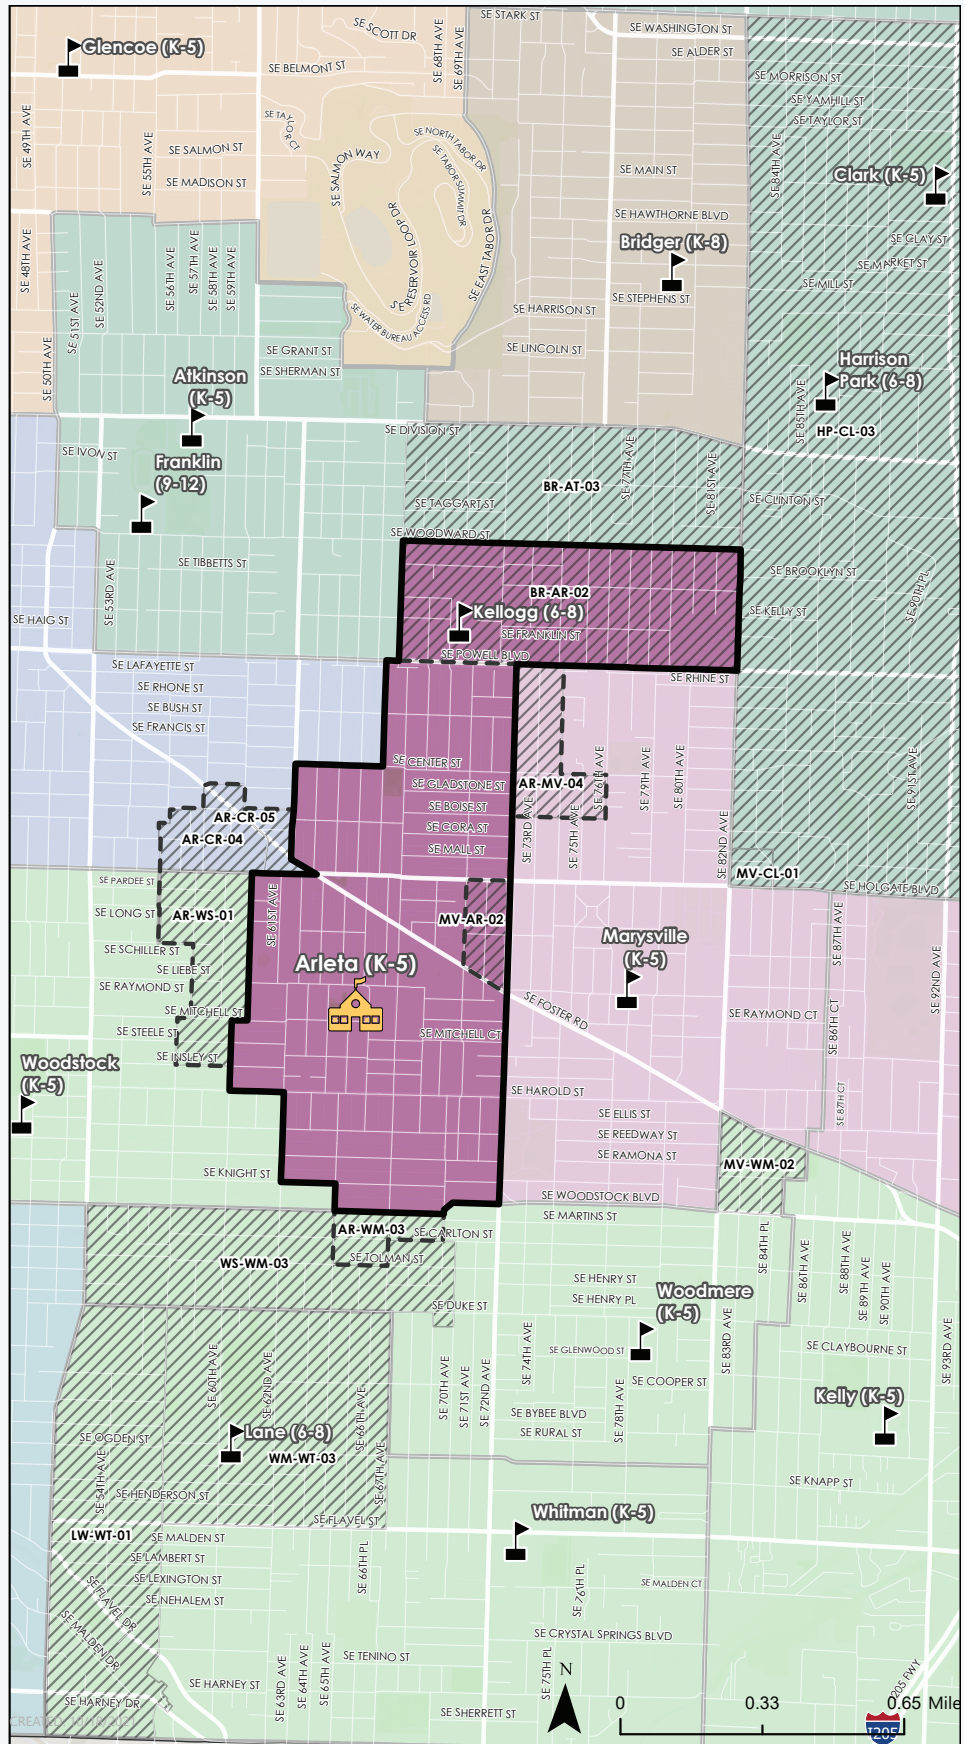 SE STARK ST
SE SCOTT DR
SE 68TH AVE
SE 69TH AVE
SE WASHINGTON ST
Glencoe (K-5)
SE ALDER ST
SE BELMONT ST
SE MORRISON ST
SE YAMHILL ST
SE TAYLOR ST
SE TAYLOR CT
SE 49TH AVE
SE 55TH AVE
SE SALMON ST
SE SALMON WAY
SE NORTH TABOR DR
SE TABOR SUMMIT DR
SE MAIN ST
SE 84TH AVE
Clark (K-5)
SE MADISON ST
SE HAWTHORNE BLVD
SE 48TH AVE
SE 51ST AVE
SE 52ND AVE
SE 56TH AVE
SE 57TH AVE
SE 58TH AVE
SE 59TH AVE
SE RESERVOIR LOOP DR
SE EAST TABOR DR
Bridger (K-8)
SE CLAY ST
SE MARKET ST
SE MILL ST
SE STEPHENS ST
SE WATER BUREAU ACCESS RD
SE HARRISON ST
SE 50TH AVE
SE GRANT ST
SE LINCOLN ST
SE SHERMAN ST
Harrison
Park (6-8)
Atkinson
(K-5)
SE 85TH AVE
HP-CL-03
SE DIVISION ST
SE IVON ST
Franklin
(9-12)
SE 77TH AVE
SE 81ST AVE
BR-AT-03
SE TAGGART ST
SE CLINTON ST
SE WOODWARD ST
SE TIBBETTS ST
SE 53RD AVE
SE BROOKLYN ST
SE 90TH PL
BR-AR-02
Kellogg (6-8)
SE KELLY ST
SE HAIG ST
SE FRANKLIN ST
SE POWELL BLVD
SE LAFAYETTE ST
SE RHINE ST
SE RHONE ST
SE BUSH ST
SE FRANCIS ST
SE CENTER ST
SE GLADSTONE ST
AR-MV-04
SE 76TH AVE
SE 79TH AVE
SE 80TH AVE
SE 91ST AVE
SE BOISE ST
SE CORA ST
SE MALL ST
AR-CR-05
AR-CR-04
SE 73RD AVE
SE 75TH AVE
SE 82ND AVE
MV-CL-01
SE PARDEE ST
SE HOLGATE BLVD
SE LONG ST
AR-WS-01
SE 61ST AVE
MV-AR-02
SE 87TH AVE
Marysville
(K-5)
SE SCHILLER ST
SE LIEBE ST
Arleta (K-5)
SE RAYMOND ST
SE 92ND AVE
SE MITCHELL ST
SE FOSTER RD
SE RAYMOND CT
SE 86TH CT
SE STEELE ST
SE MITCHELL CT
SE INSLEY ST
Woodstock
(K-5)
SE HAROLD ST
SE 87TH CT
SE ELLIS ST
SE REEDWAY ST
SE RAMONA ST
MV-WM-02
SE KNIGHT ST
SE WOODSTOCK BLVD
SE MARTINS ST
AR-WM-03
SE CARLTON ST
SE TOLMAN ST
WS-WM-03
SE 84TH PL
SE 86TH AVE
SE 88TH AVE
SE 89TH AVE
SE 90TH AVE
SE HENRY ST
SE HENRY PL
Woodmere
(K-5)
SE DUKE ST
SE 74TH AVE
SE GLENWOOD ST
SE 83RD AVE
SE CLAYBOURNE ST
SE 93RD AVE
SE 60TH AVE
SE 62ND AVE
SE 66TH AVE
SE 70TH AVE
SE 71ST AVE
SE 72ND AVE
SE COOPER ST
SE 78TH AVE
Kelly (K-5)
SE BYBEE BLVD
SE RURAL ST
Lane (6-8)
SE OGDEN ST
WM-WT-03
SE 54TH AVE
SE 67TH AVE
SE KNAPP ST
SE HENDERSON ST
SE FLAVEL ST
Whitman (K-5)
LW-WT-01
SE MALDEN ST
SE LAMBERT ST
SE LEXINGTON ST
SE NEHALEM ST
SE 66TH PL
SE 76TH PL
SE MALDEN CT
SE FLAVEL DR
SE MALDEN DR
SE CRYSTAL SPRINGS BLVD
SE TENINO ST
SE 75TH PL
SE HARNEY ST
SE 63RD AVE
SE 64TH AVE
SE 65TH AVE
SE HARNEY DR
SE SHERRETT ST
N
0 0.33 0.65 Mile
205 FWY
I205
CREATED 10/18/2021